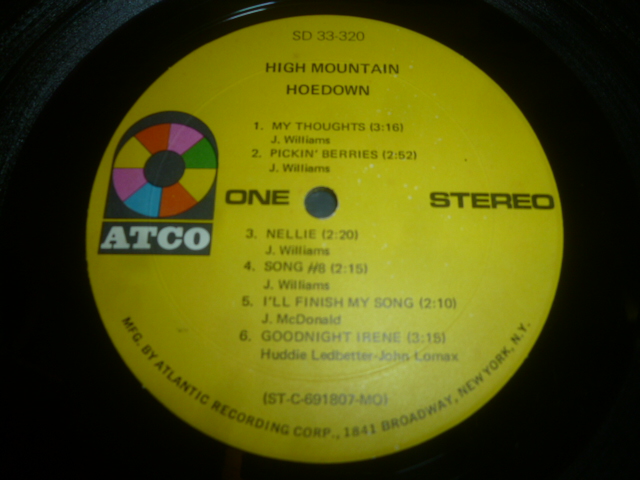 SD 33-320
HIGH MOUNTAIN
HOEDOWN
1. MY THOUGHTS (3:16)
J. Williams
2. PICKIN' BERRIES (2:52)
J. Williams
ATCO
ONE
STEREO
3. NELLIE (2:20)
J. Williams
4. SONG #8 (2:15)
J. Williams
5. I'LL FINISH MY SONG (2:10)
J. McDonald
6. GOODNIGHT IRENE (3:15)
Huddie Ledbetter-John Lomax
(ST-C-691807-MO)
MFG. BY ATLANTIC RECORDING CORP., 1841 BROADWAY, NEW YORK, N.Y.